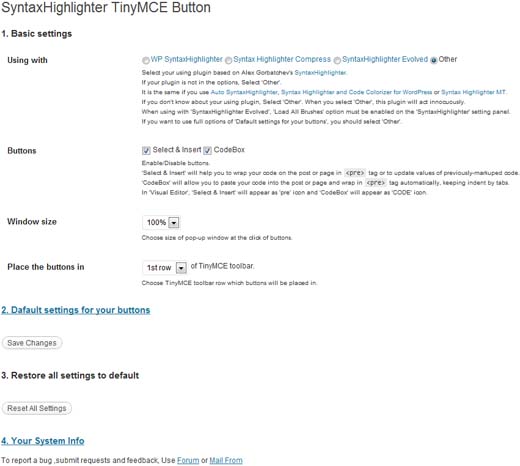 SyntaxHighlighter TinyMCE Button
1. Basic settings
Using with
WP SyntaxHighlighter Syntax Highlighter Compress SyntaxHighlighter Evolved Other
Select your using plugin based on Alex Gorbatchev's SyntaxHighlighter.
If your plugin is not in the options, Select 'Other'.
It is the same if you use Auto SyntaxHighlighter, Syntax Highlighter and Code Colorizer for WordPress or Syntax Highlighter MT.
If you don't know about your using plugin, Select 'Other'. When you select 'Other', this plugin will act innocuously.
When using with 'SyntaxHighlighter Evolved', 'Load All Brushes' option must be enabled on the 'SyntaxHighlighter' setting panel.
If you want to use full options of 'Default settings for your buttons', you should select 'Other'.
Buttons
Select & Insert CodeBox
Enable/Disable buttons.
'Select & Insert' will help you to wrap your code on the post or page in <pre> tag or to update values of previously-markuped code.
'CodeBox' will allow you to paste your code into the post or page and wrap in <pre> tag automatically, keeping indent by tabs.
In 'Visual Editor', 'Select & Insert' will appear as 'pre' icon and 'CodeBox' will appear as 'CODE' icon.
Window size
100%
Choose size of pop-up window at the click of buttons.
Place the buttons in
1st row of TinyMCE toolbar.
Choose TinyMCE toolbar row which buttons will be placed in.
2. Dafault settings for your buttons
Save Changes
3. Restore all settings to default
Reset All Settings
4. Your System Info
To report a bug ,submit requests and feedback, Use Forum or Mail From